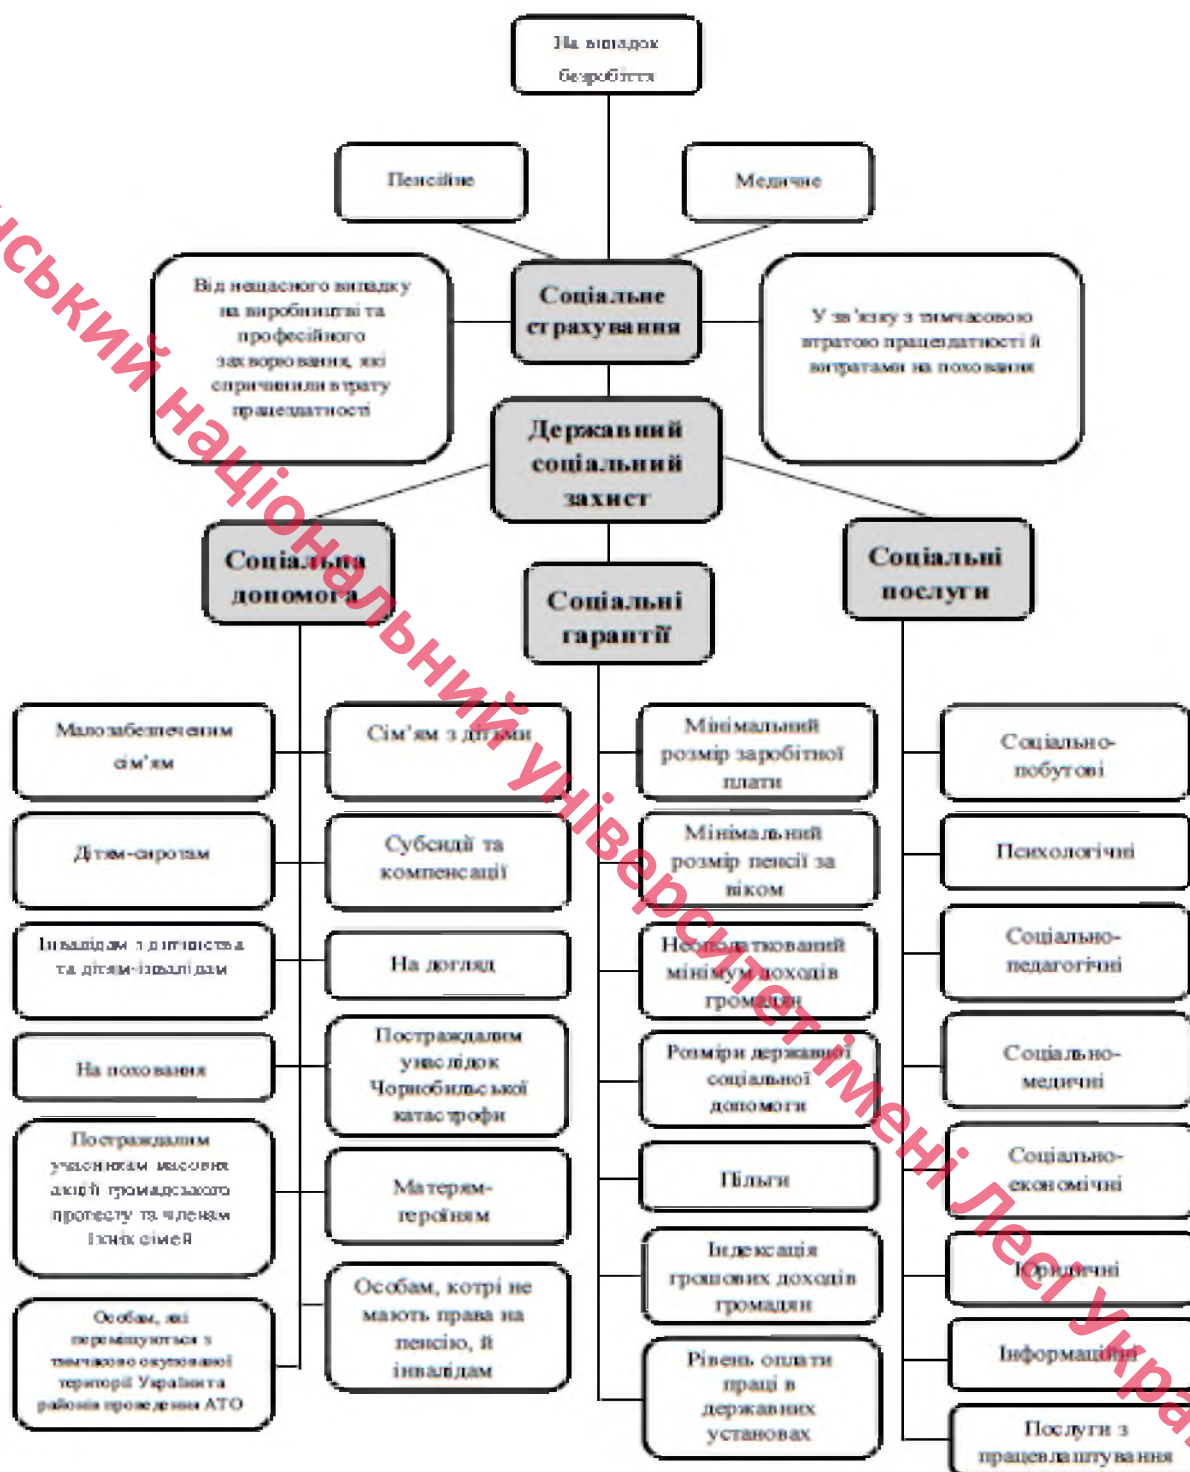 На випадок
безробіття
Пенсійне
Медичне
Від нещасного випадку
на виробництві та
професійного
захворювання, які
спричинили втрату
працездатності
Соціальне
страхування
У зв’язку з тимчасовою
втратою працездатності й
витратами на поховання
Державний
соціальний
захист
Соціальна
допомога
Соціальні
гарантії
Соціальні
послуги
Малозабезпеченим
сім’ям
Дітям-сиротам
Інвалідам з дитинства
та дітям-інвалідам
На поховання
Постраждалим
учасникам масових
акцій громадського
протесту та членам
їхніх сімей
Особам, які
переміщуються з
тимчасово окупованої
території України та
районів проведення АТО
Сім’ям з дітьми
Субсидії та
компенсації
На догляд
Постраждалим
унаслідок
Чорнобильської
катастрофи
Матерям-
героїням
Особам, котрі не
мають права на
пенсію, й
інвалідам
Мінімальний
розмір заробітної
плати
Мінімальний
розмір пенсії за
віком
Неоподаткований
мінімум доходів
громадян
Розміри державної
соціальної
допомоги
Пільги
Індексація
грошових доходів
громадян
Рівень оплати
праці в
державних
установах
Соціально-
побутові
Психологічні
Соціально-
педагогічні
Соціально-
медичні
Соціально-
економічні
Юридичні
Інформаційні
Послуги з
працевлаштування
нський національний університет імені Лесі Украї